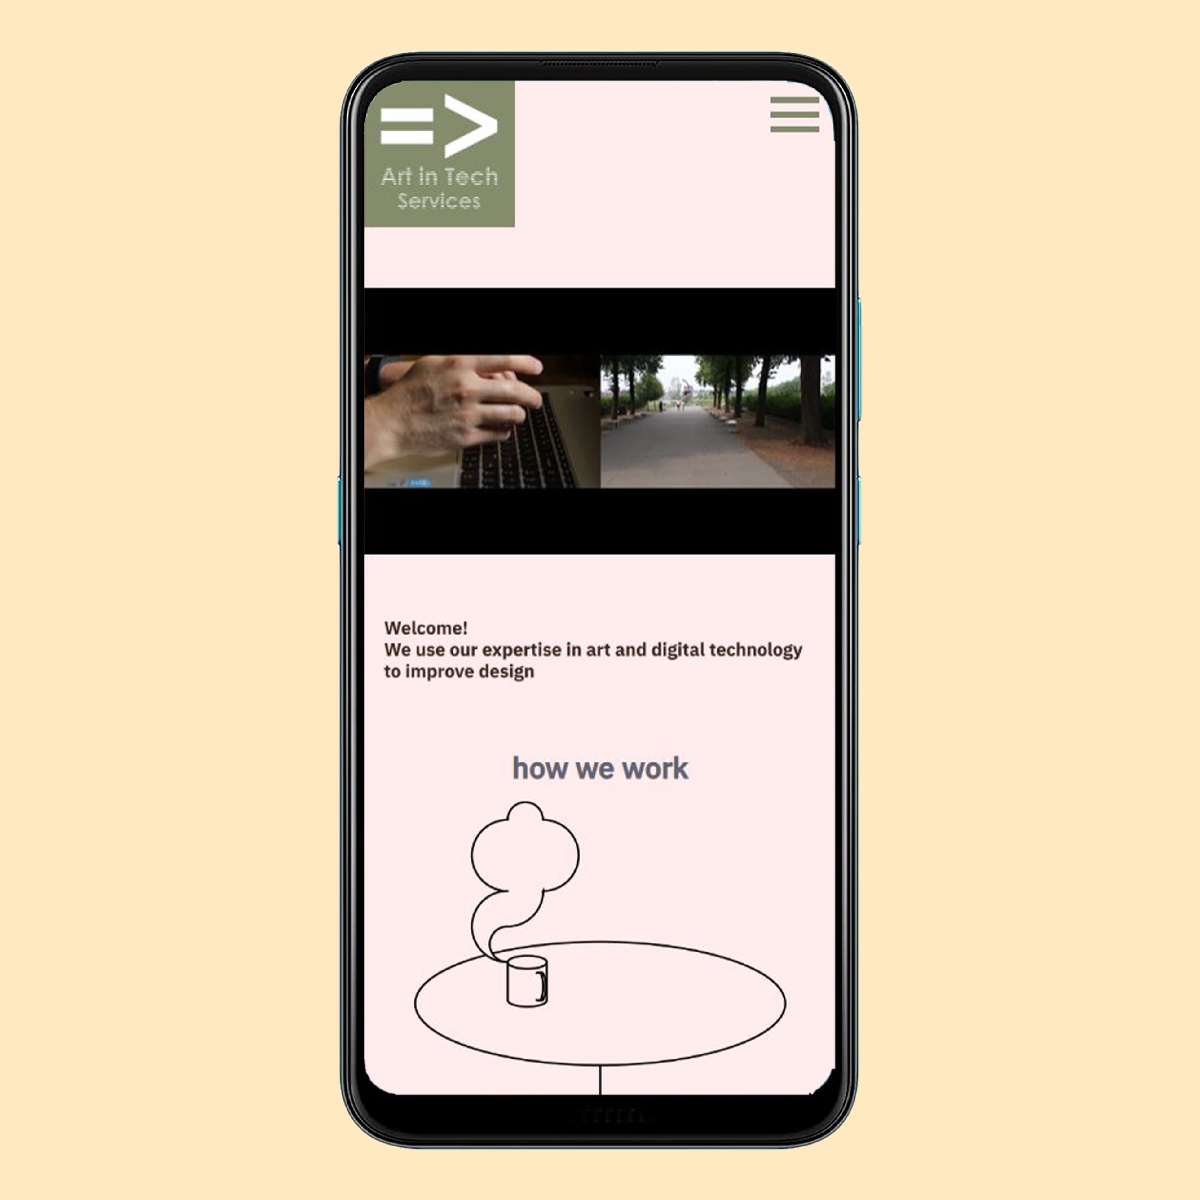 =>
Art in Tech
Services
Welcome!
We use our expertise in art and digital technology
to improve design
how we work